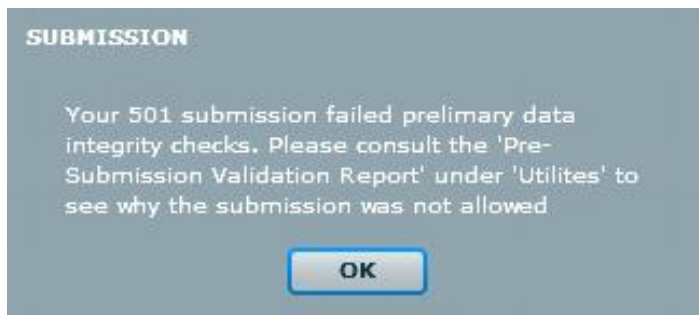 SUBMISSION
Your 501 submission failed prelimary data
integrity checks. Please consult the 'Pre-
Submission Validation Report' under 'Utilites' to
see why the submission was not allowed
OK